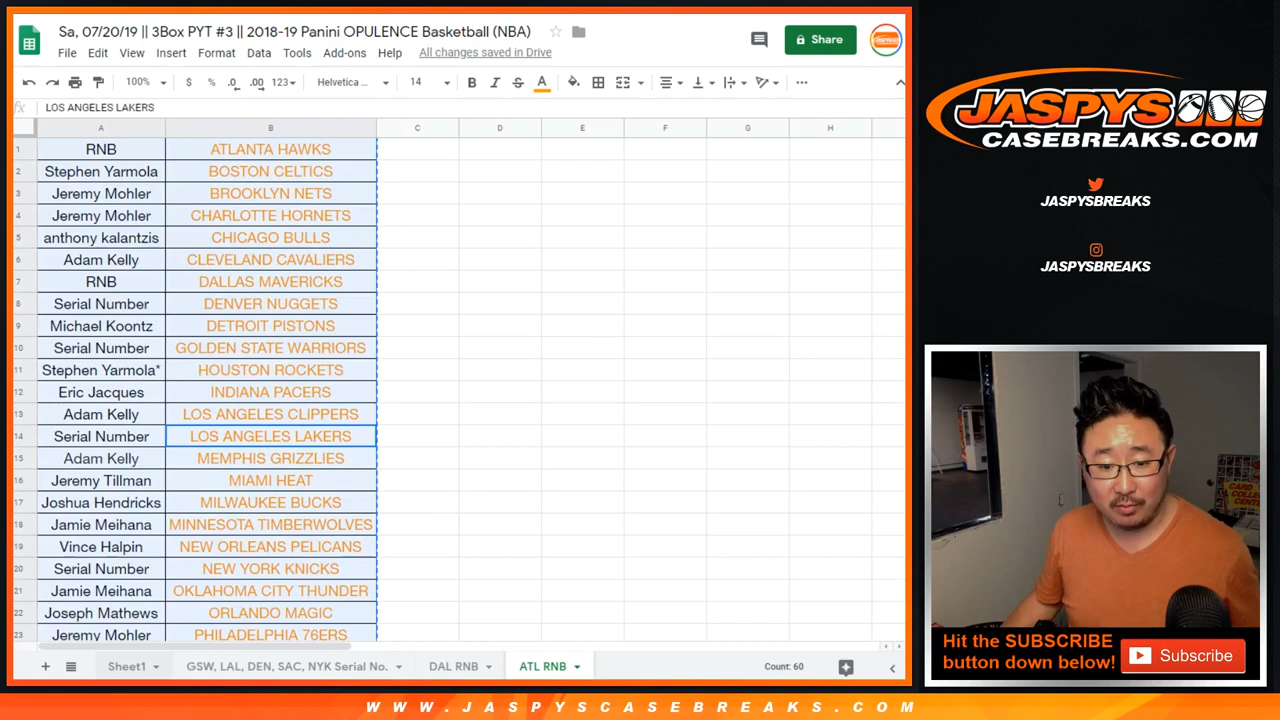 Sa, 07/20/19 || 3Box PYT #3 || 2018-19 Panini OPULENCE Basketball (NBA)
File Edit View Insert Format Data Tools Add-ons Help All changes saved in Drive
Share
100% $ % .0 .00 123 Helvetica ... 14 B I S A
fx LOS ANGELES LAKERS
A B C D E F G H
1 RNB ATLANTA HAWKS
2 Stephen Yarmola BOSTON CELTICS
3 Jeremy Mohler BROOKLYN NETS
4 Jeremy Mohler CHARLOTTE HORNETS
5 anthony kalantzis CHICAGO BULLS
6 Adam Kelly CLEVELAND CAVALIERS
7 RNB DALLAS MAVERICKS
8 Serial Number DENVER NUGGETS
9 Michael Koontz DETROIT PISTONS
10 Serial Number GOLDEN STATE WARRIORS
11 Stephen Yarmola* HOUSTON ROCKETS
12 Eric Jacques INDIANA PACERS
13 Adam Kelly LOS ANGELES CLIPPERS
14 Serial Number LOS ANGELES LAKERS
15 Adam Kelly MEMPHIS GRIZZLIES
16 Jeremy Tillman MIAMI HEAT
17 Joshua Hendricks MILWAUKEE BUCKS
18 Jamie Meihana MINNESOTA TIMBERWOLVES
19 Vince Halpin NEW ORLEANS PELICANS
20 Serial Number NEW YORK KNICKS
21 Jamie Meihana OKLAHOMA CITY THUNDER
22 Joseph Mathews ORLANDO MAGIC
23 Jeremy Mohler PHILADELPHIA 76ERS
Sheet1 GSW, LAL, DEN, SAC, NYK Serial No. DAL RNB ATL RNB Count: 60
JASPYS
CASEBREAKS.COM
JASPYSBREAKS
JASPYSBREAKS
CARD
COLLECTORS
CENTER
Hit the SUBSCRIBE
button down below!
Subscribe
WWW.JASPYSCASEBREAKS.COM